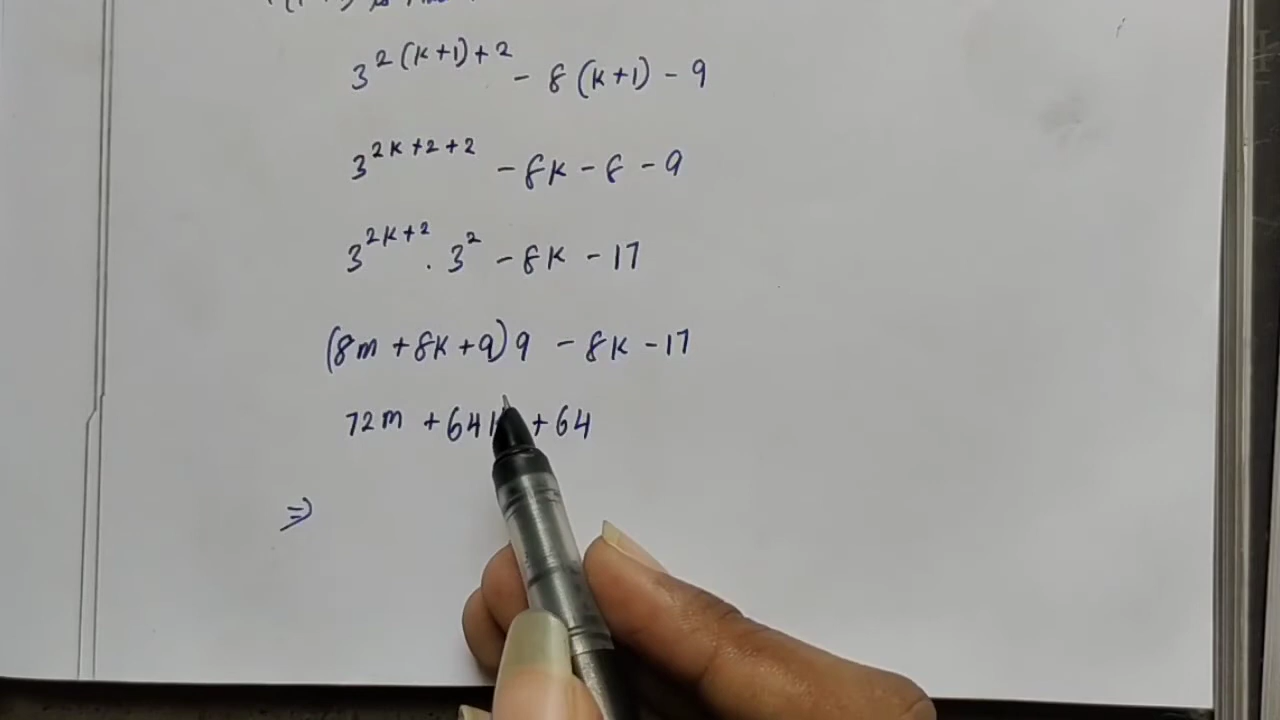 3^{2(k+1)+2} - 8(k+1) - 9
3^{2k+2+2} - 8k - 8 - 9
3^{2k+2} . 3^2 - 8k - 17
(8m + 8k + 9) 9 - 8k - 17
72m + 64k + 64
⇒